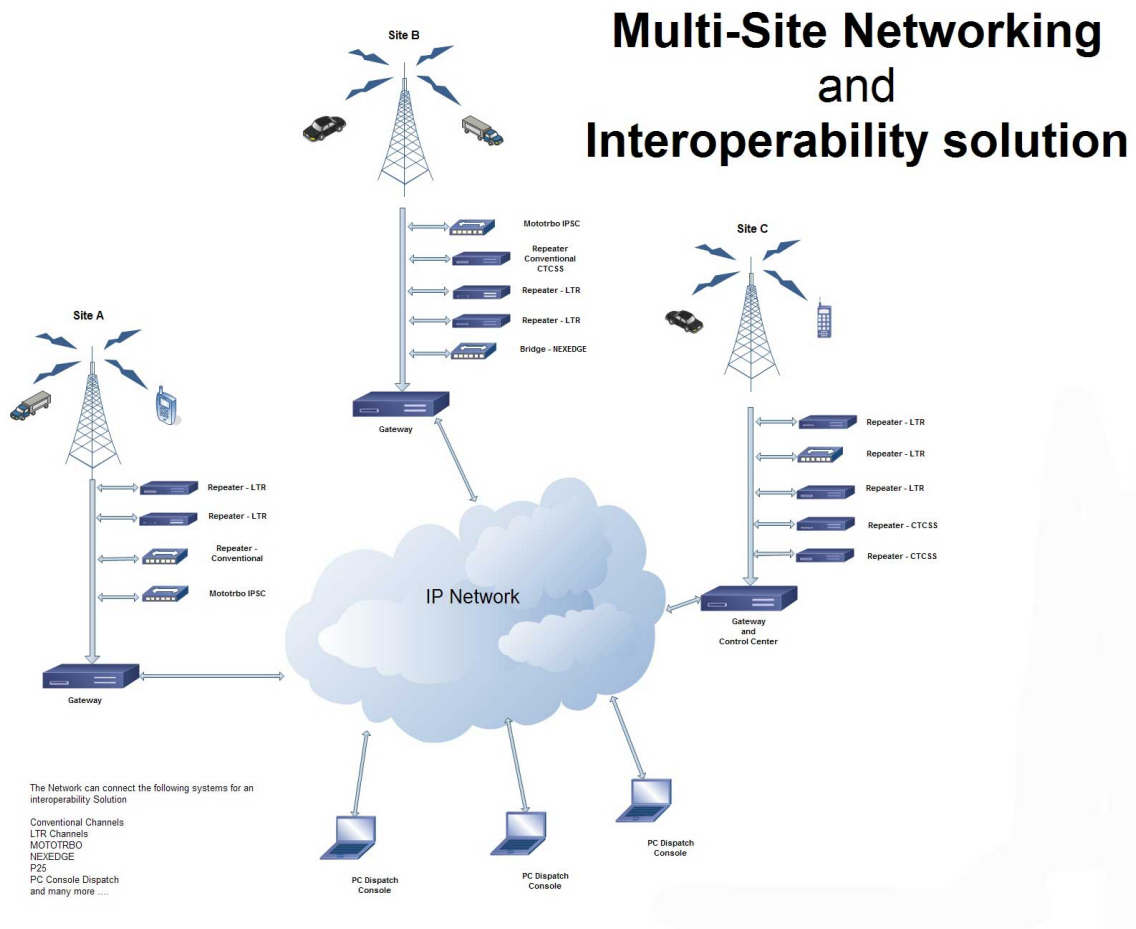 Multi-Site Networking
and
Interoperability solution
Site B
Mototrbo IPSC
Repeater
Conventional
CTCSS
Repeater - LTR
Repeater - LTR
Bridge - NEXEDGE
Gateway
Site C
Repeater - LTR
Repeater - LTR
Repeater - LTR
Repeater - CTCSS
Repeater - CTCSS
Gateway
and
Control Center
Site A
Repeater - LTR
Repeater - LTR
Repeater -
Conventional
Mototrbo IPSC
Gateway
IP Network
PC Dispatch
Console
PC Dispatch
Console
PC Dispatch
Console
The Network can connect the following systems for an
interoperability Solution
Conventional Channels
LTR Channels
MOTOTRBO
NEXEDGE
P25
PC Console Dispatch
and many more ....